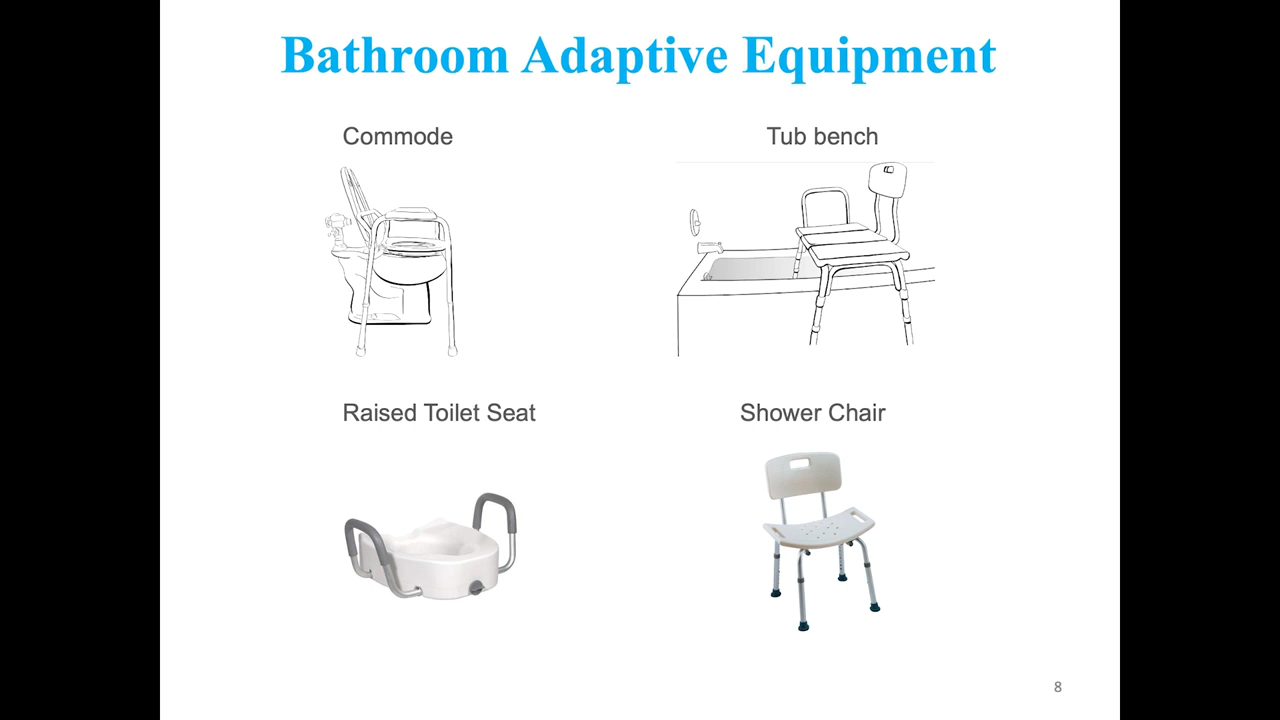 Bathroom Adaptive Equipment
Commode
Tub bench
Raised Toilet Seat
Shower Chair
8